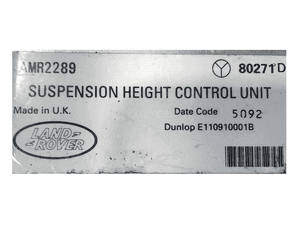 AMR2289 80271D
SUSPENSION HEIGHT CONTROL UNIT
Made in U.K. Date Code 5092
Dunlop E110910001B
LAND
ROVER